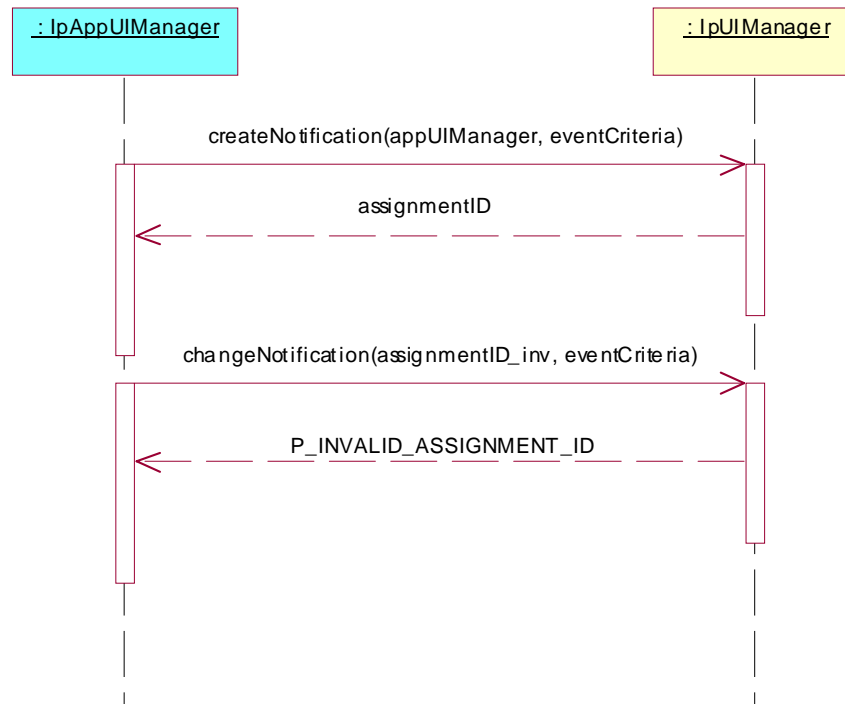 : IpAppUIManager
: IpUIManager
createNotification(appUIManager, eventCriteria)
assignmentID
changeNotification(assignmentID_inv, eventCriteria)
P_INVALID_ASSIGNMENT_ID